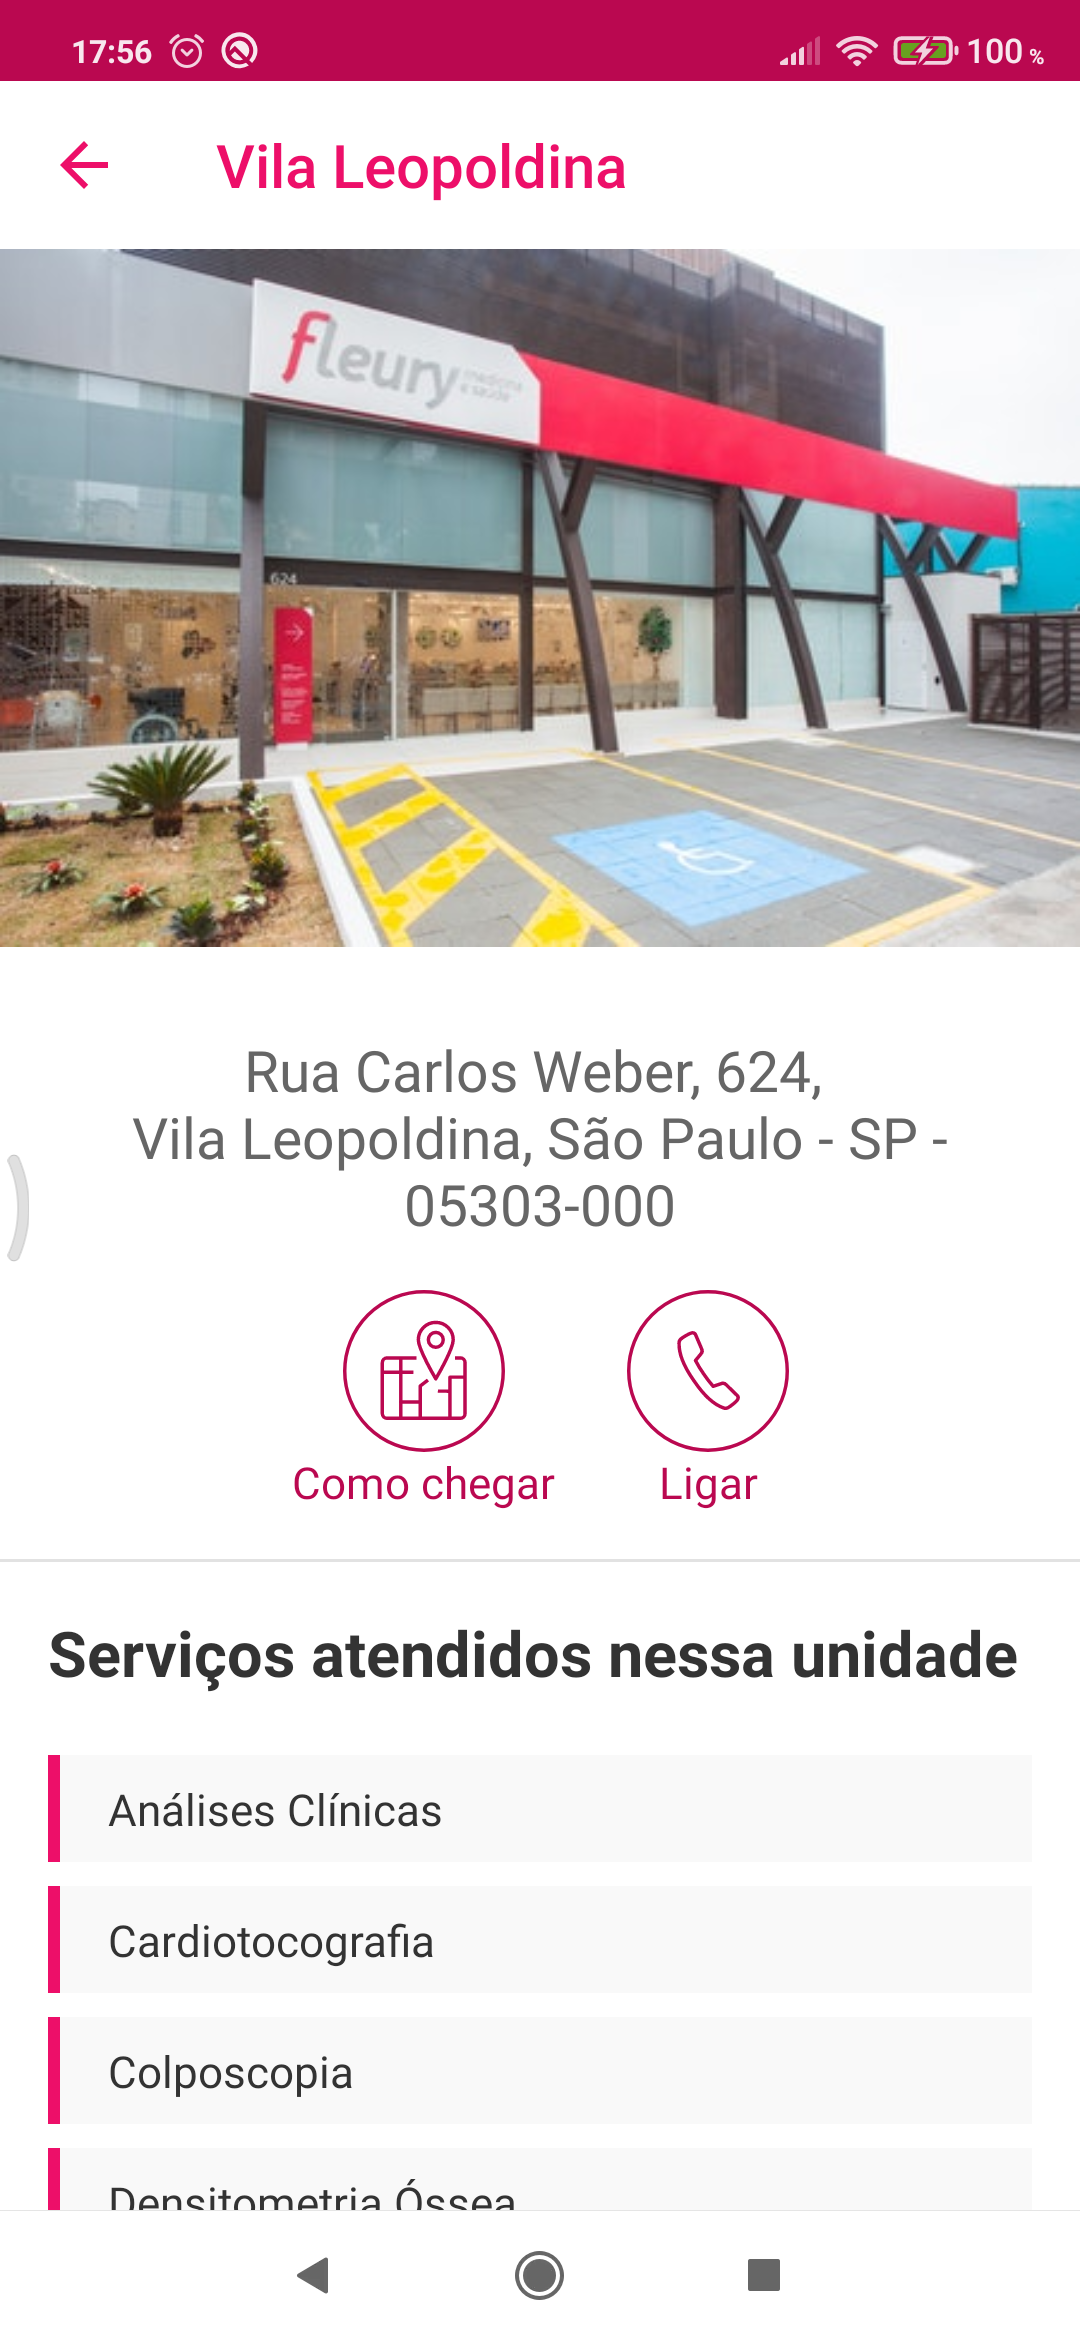 17:56
100 %
Vila Leopoldina
fleury medicina
e saúde
624
Rua Carlos Weber, 624,
Vila Leopoldina, São Paulo - SP -
05303-000
Como chegar
Ligar
Serviços atendidos nessa unidade
Análises Clínicas
Cardiotocografia
Colposcopia
Densitometria Óssea